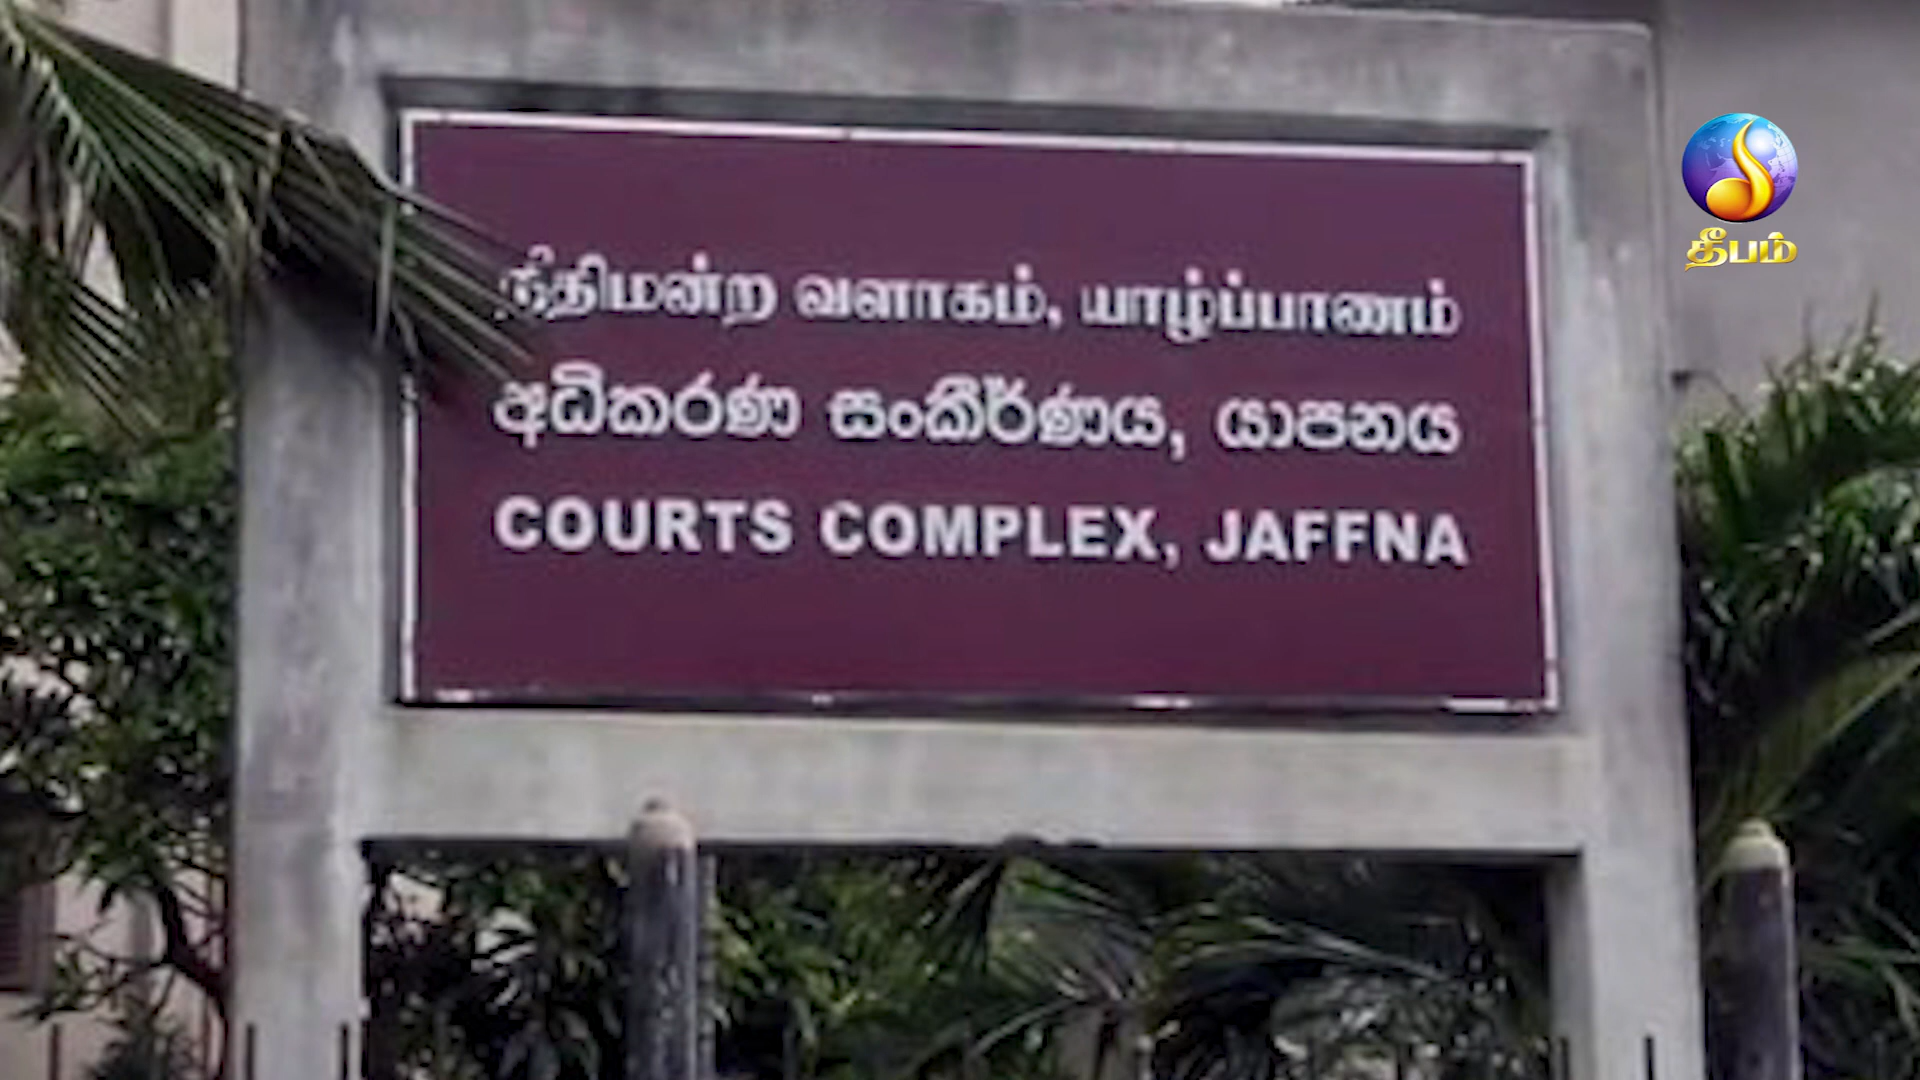 நீதிமன்ற வளாகம், யாழ்ப்பாணம்
අධිකරණ සංකීර්ණය, යාපනය
COURTS COMPLEX, JAFFNA
தீபம்